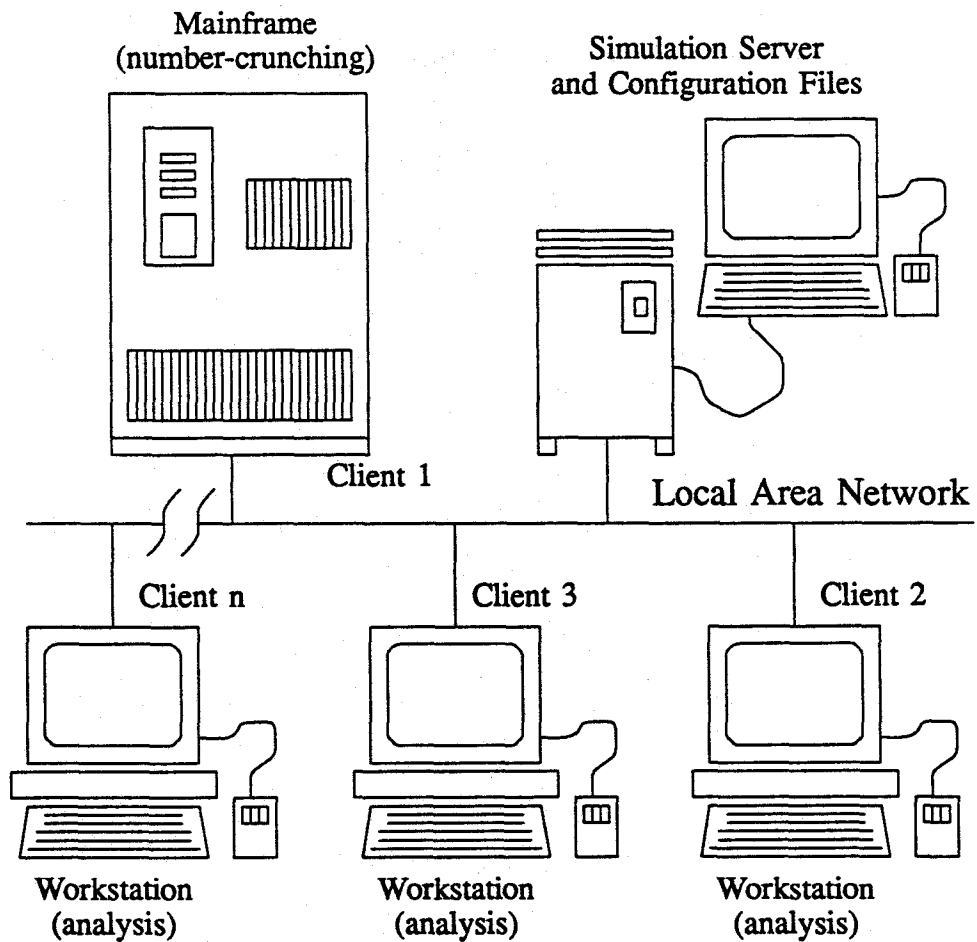 Mainframe
(number-crunching)
Simulation Server
and Configuration Files
Client 1
Local Area Network
Client n
Client 3
Client 2
Workstation
(analysis)
Workstation
(analysis)
Workstation
(analysis)